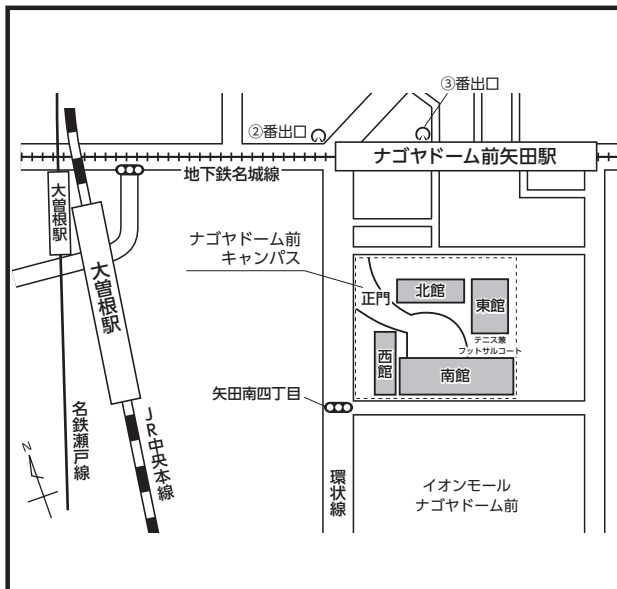 ③番出口
②番出口
ナゴヤドーム前矢田駅
地下鉄名城線
大曽根駅
大曽根駅
ナゴヤドーム前
キャンパス
正門
北館
東館
テニス兼
フットサルコート
西館
南館
矢田南四丁目
名鉄瀬戸線
JR中央本線
環状線
イオンモール
ナゴヤドーム前
N